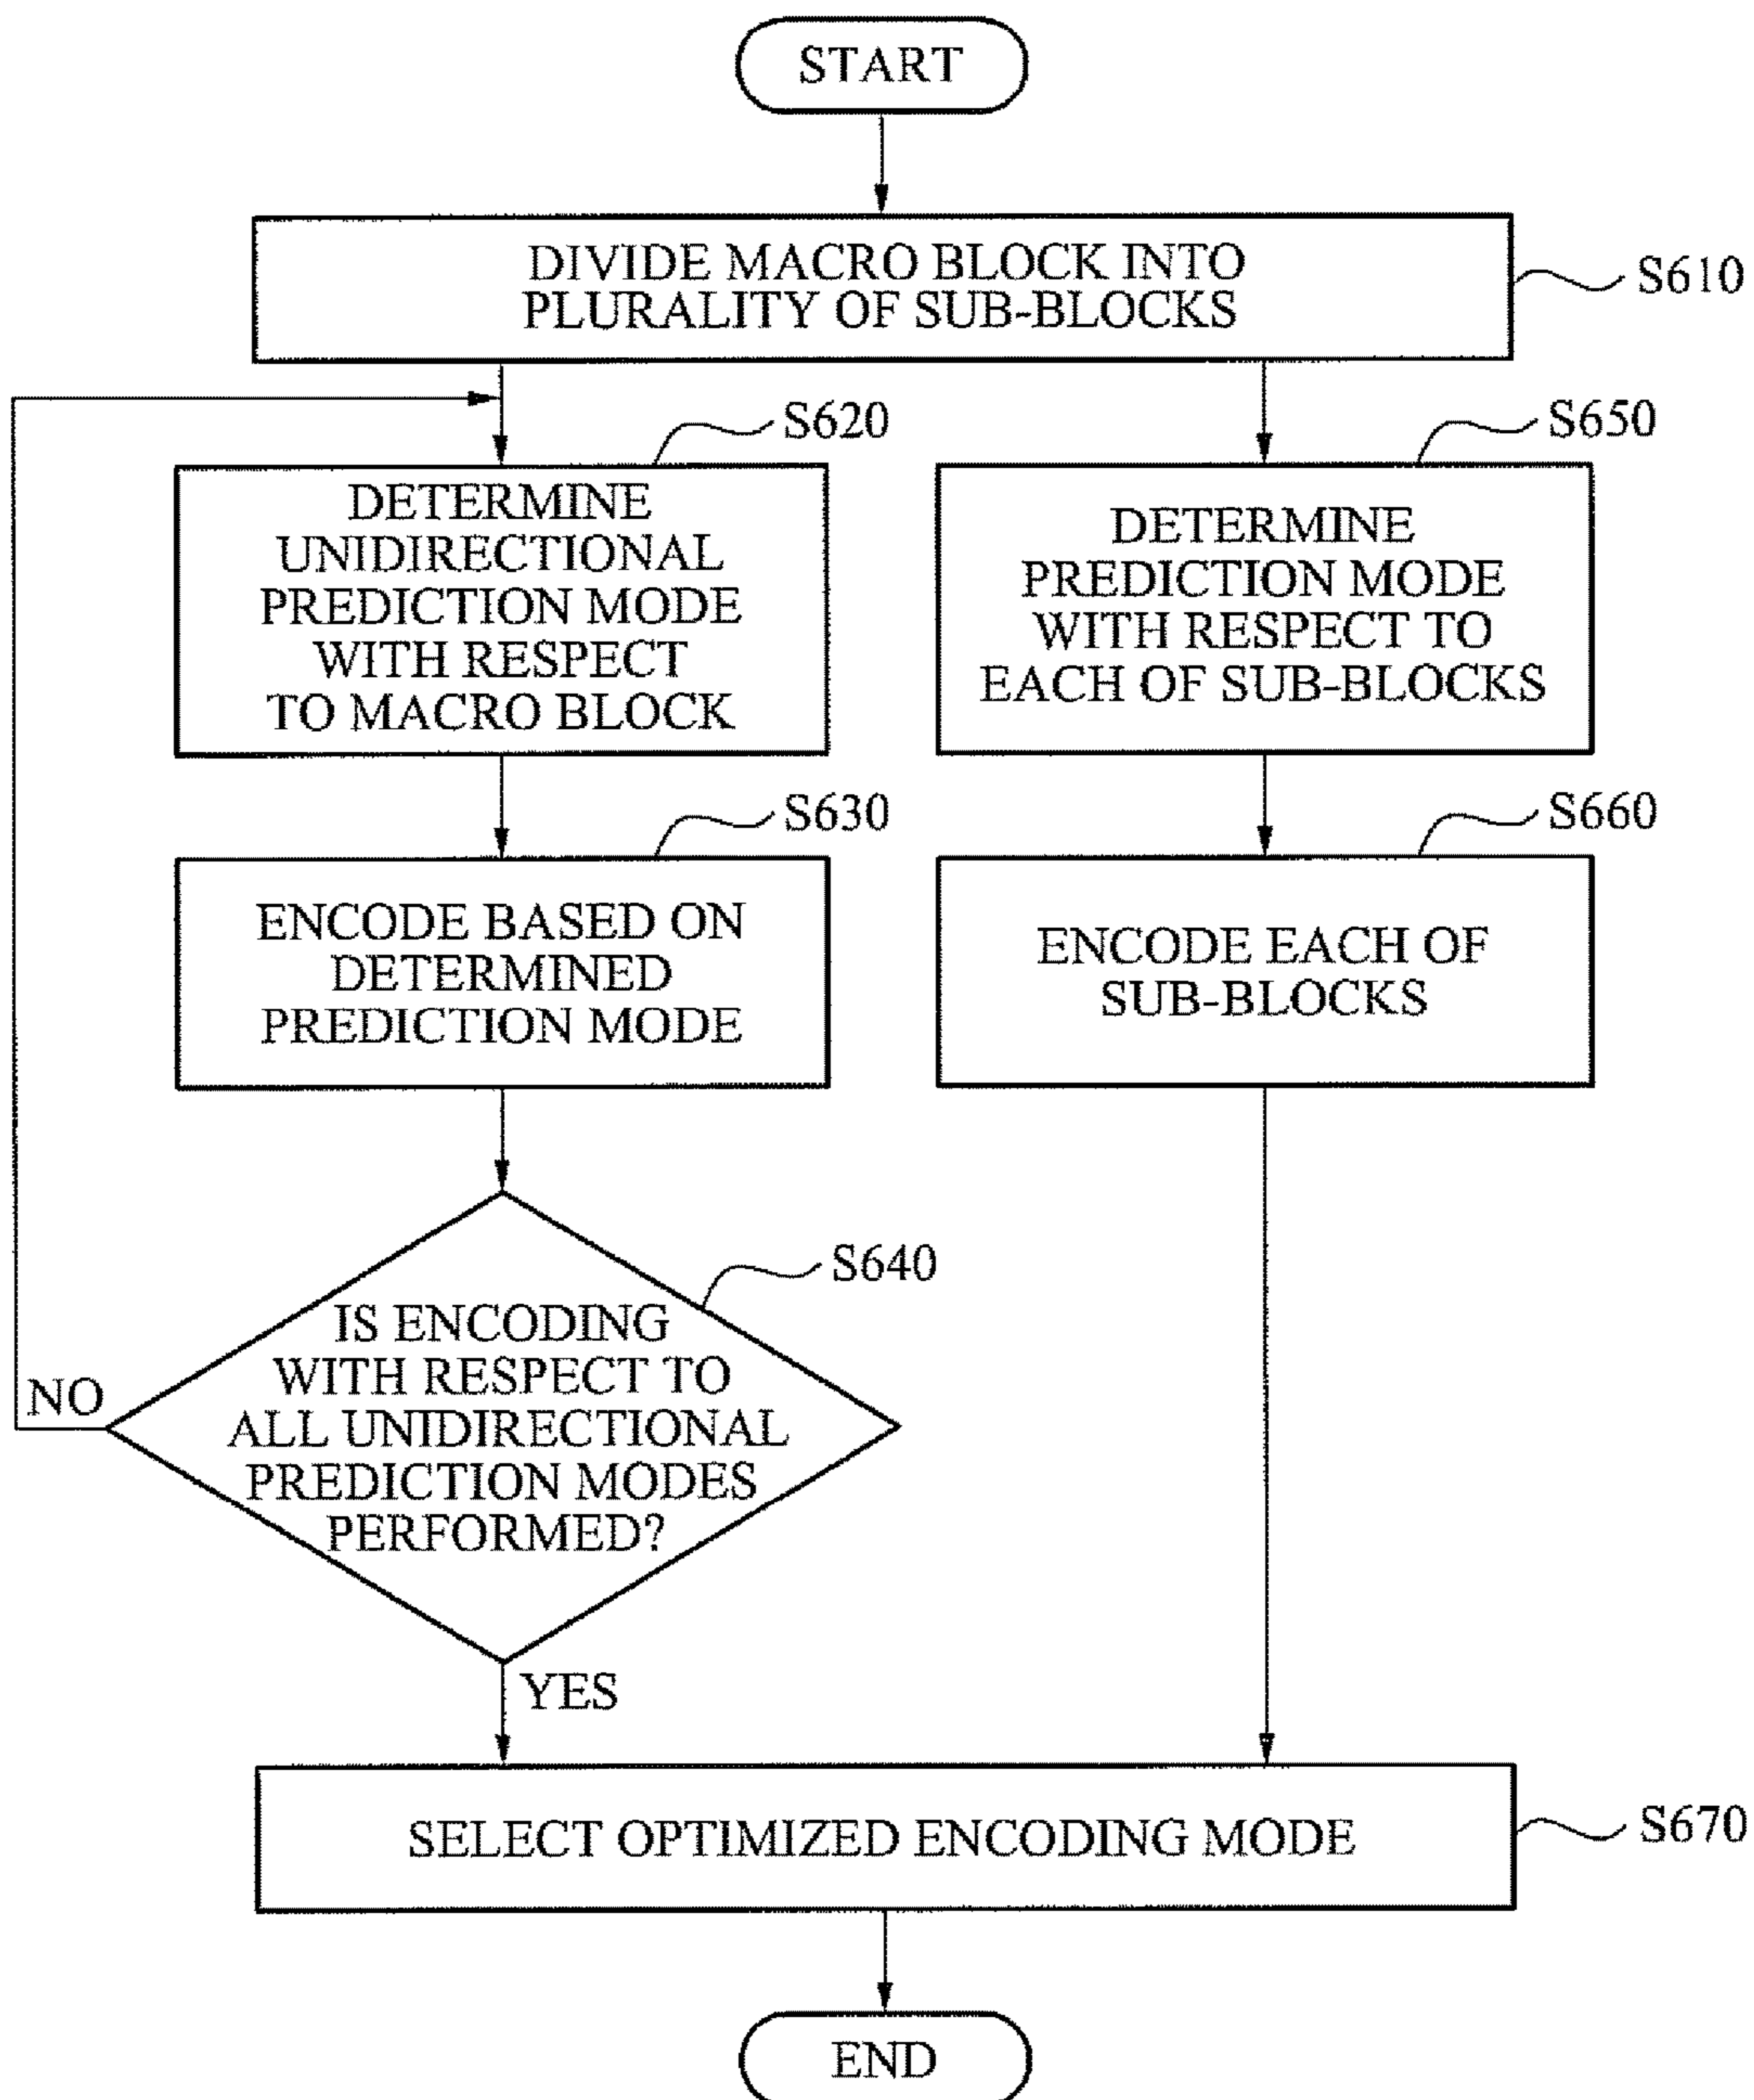 START
DIVIDE MACRO BLOCK INTO
PLURALITY OF SUB-BLOCKS
S610
S620
DETERMINE
UNIDIRECTIONAL
PREDICTION MODE
WITH RESPECT
TO MACRO BLOCK
S650
DETERMINE
PREDICTION MODE
WITH RESPECT TO
EACH OF SUB-BLOCKS
S630
ENCODE BASED ON
DETERMINED
PREDICTION MODE
S660
ENCODE EACH OF
SUB-BLOCKS
S640
IS ENCODING
WITH RESPECT TO
ALL UNIDIRECTIONAL
PREDICTION MODES
PERFORMED?
NO
YES
SELECT OPTIMIZED ENCODING MODE
S670
END